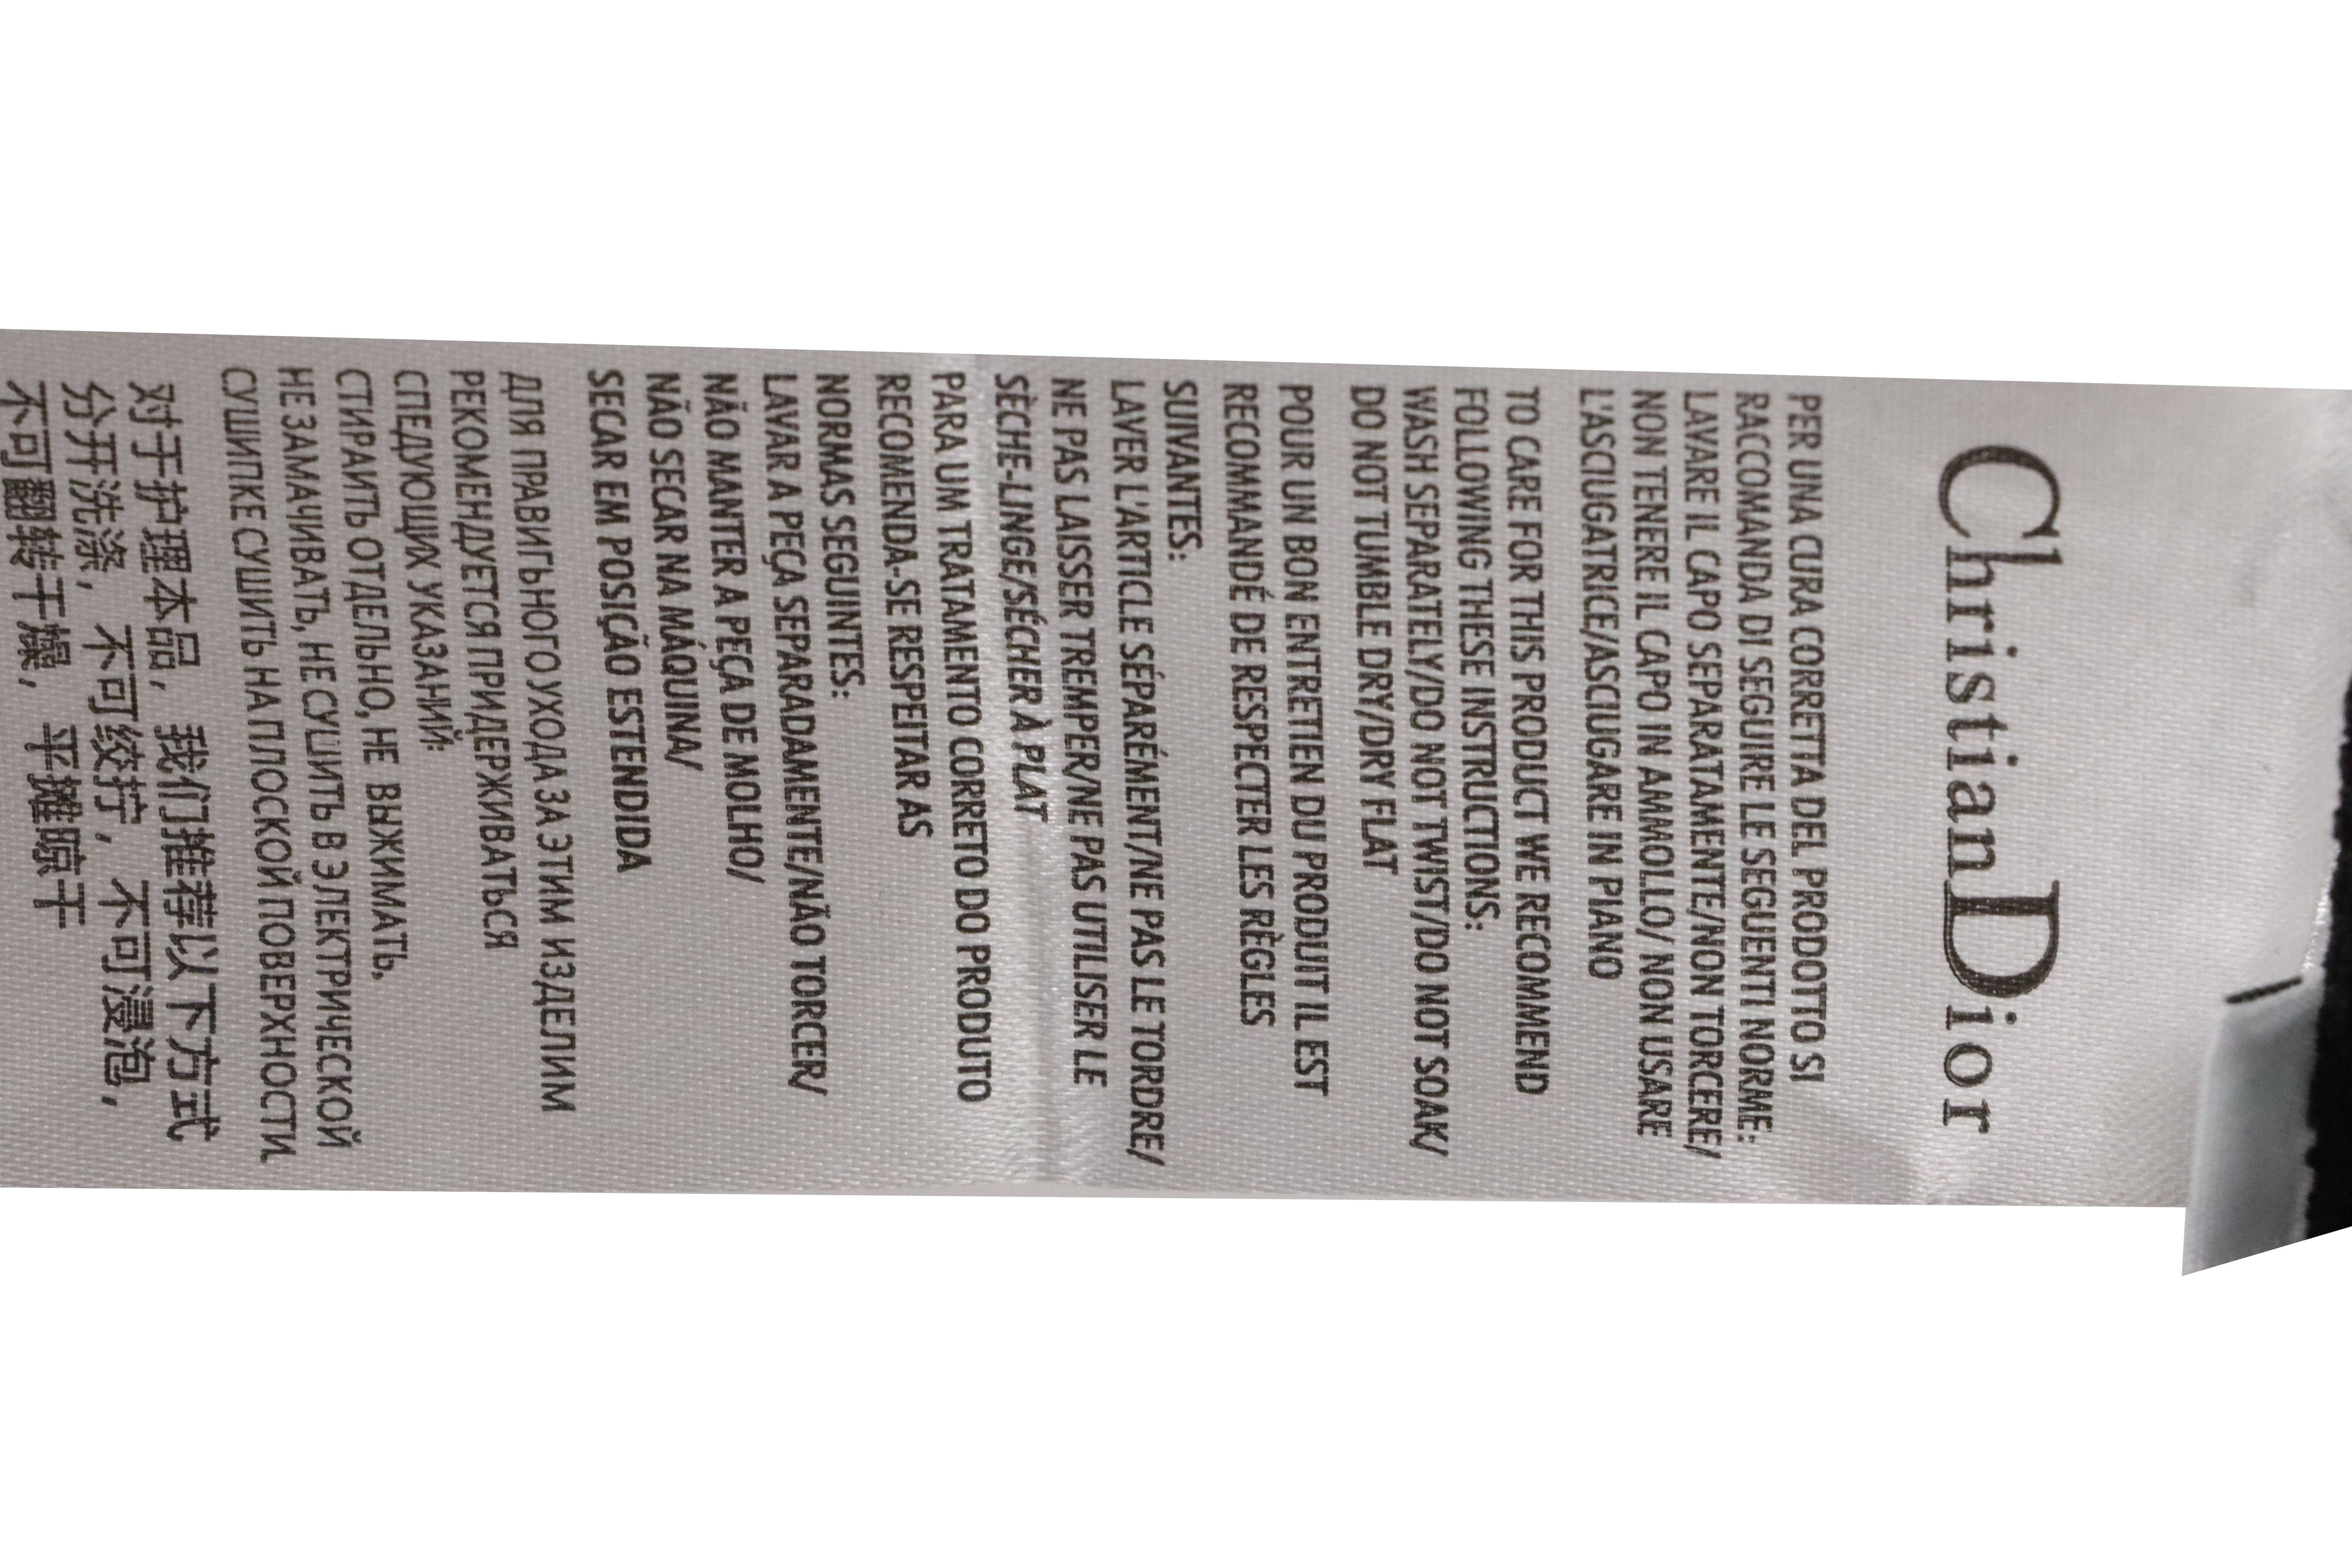 Christian Dior
PER UNA CURA CORRETTA DEL PRODOTTO SI
RACCOMANDA DI SEGUIRE LE SEGUENTI NORME:
LAVARE IL CAPO SEPARATAMENTE/NON TORCERE/
NON TENERE IL CAPO IN AMMOLLO/ NON USARE
L'ASCIUGATRICE/ASCIUGARE IN PIANO
TO CARE FOR THIS PRODUCT WE RECOMMEND
FOLLOWING THESE INSTRUCTIONS:
WASH SEPARATELY/DO NOT TWIST/DO NOT SOAK/
DO NOT TUMBLE DRY/DRY FLAT
POUR UN BON ENTRETIEN DU PRODUIT IL EST
RECOMMANDÉ DE RESPECTER LES RÈGLES
SUIVANTES:
LAVER L'ARTICLE SÉPARÉMENT/NE PAS LE TORDRE/
NE PAS LAISSER TREMPER/NE PAS UTILISER LE
SÈCHE-LINGE/SÉCHER À PLAT
PARA UM TRATAMENTO CORRETO DO PRODUTO
RECOMENDA-SE RESPEITAR AS
NORMAS SEGUINTES:
LAVAR A PEÇA SEPARADAMENTE/NÃO TORCER/
NÃO MANTER A PEÇA DE MOLHO/
NÃO SECAR NA MÁQUINA/
SECAR EM POSIÇÃO ESTENDIDA
ДЛЯ ПРАВИГЬНОГО УХОДА ЗА ЭТИМ ИЗДЕЛИМ
РЕКОМЕНДУЕТСЯ ПРИДЕРЖИВАТЬСЯ
СПЕДУЮЩИХ УКАЗАНИЙ:
СТИРАИТЬ ОТДЕЛЬНО, НЕ ВЫЖИМАТЬ,
НЕ ЗАМАЧИВАТЬ, НЕ СУШИТЬ В ЭЛЕКТРИЧЕСКОЙ
СУШИПКЕ СУШИТЬ НА ПЛОСКОЙ ПОВЕРХНОСТИ
对于护理本品，我们推荐以下方式
分开洗涤，不可绞拧，不可浸泡，
不可翻转干燥，平摊晾干